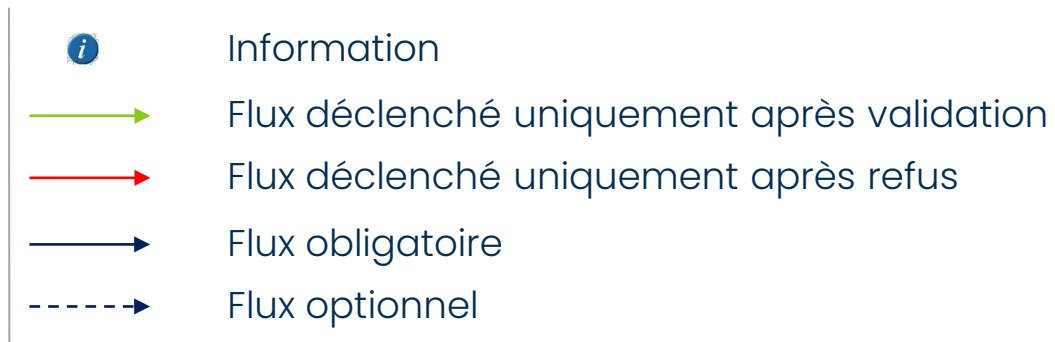 i
Information
Flux déclenché uniquement après validation
Flux déclenché uniquement après refus
Flux obligatoire
Flux optionnel